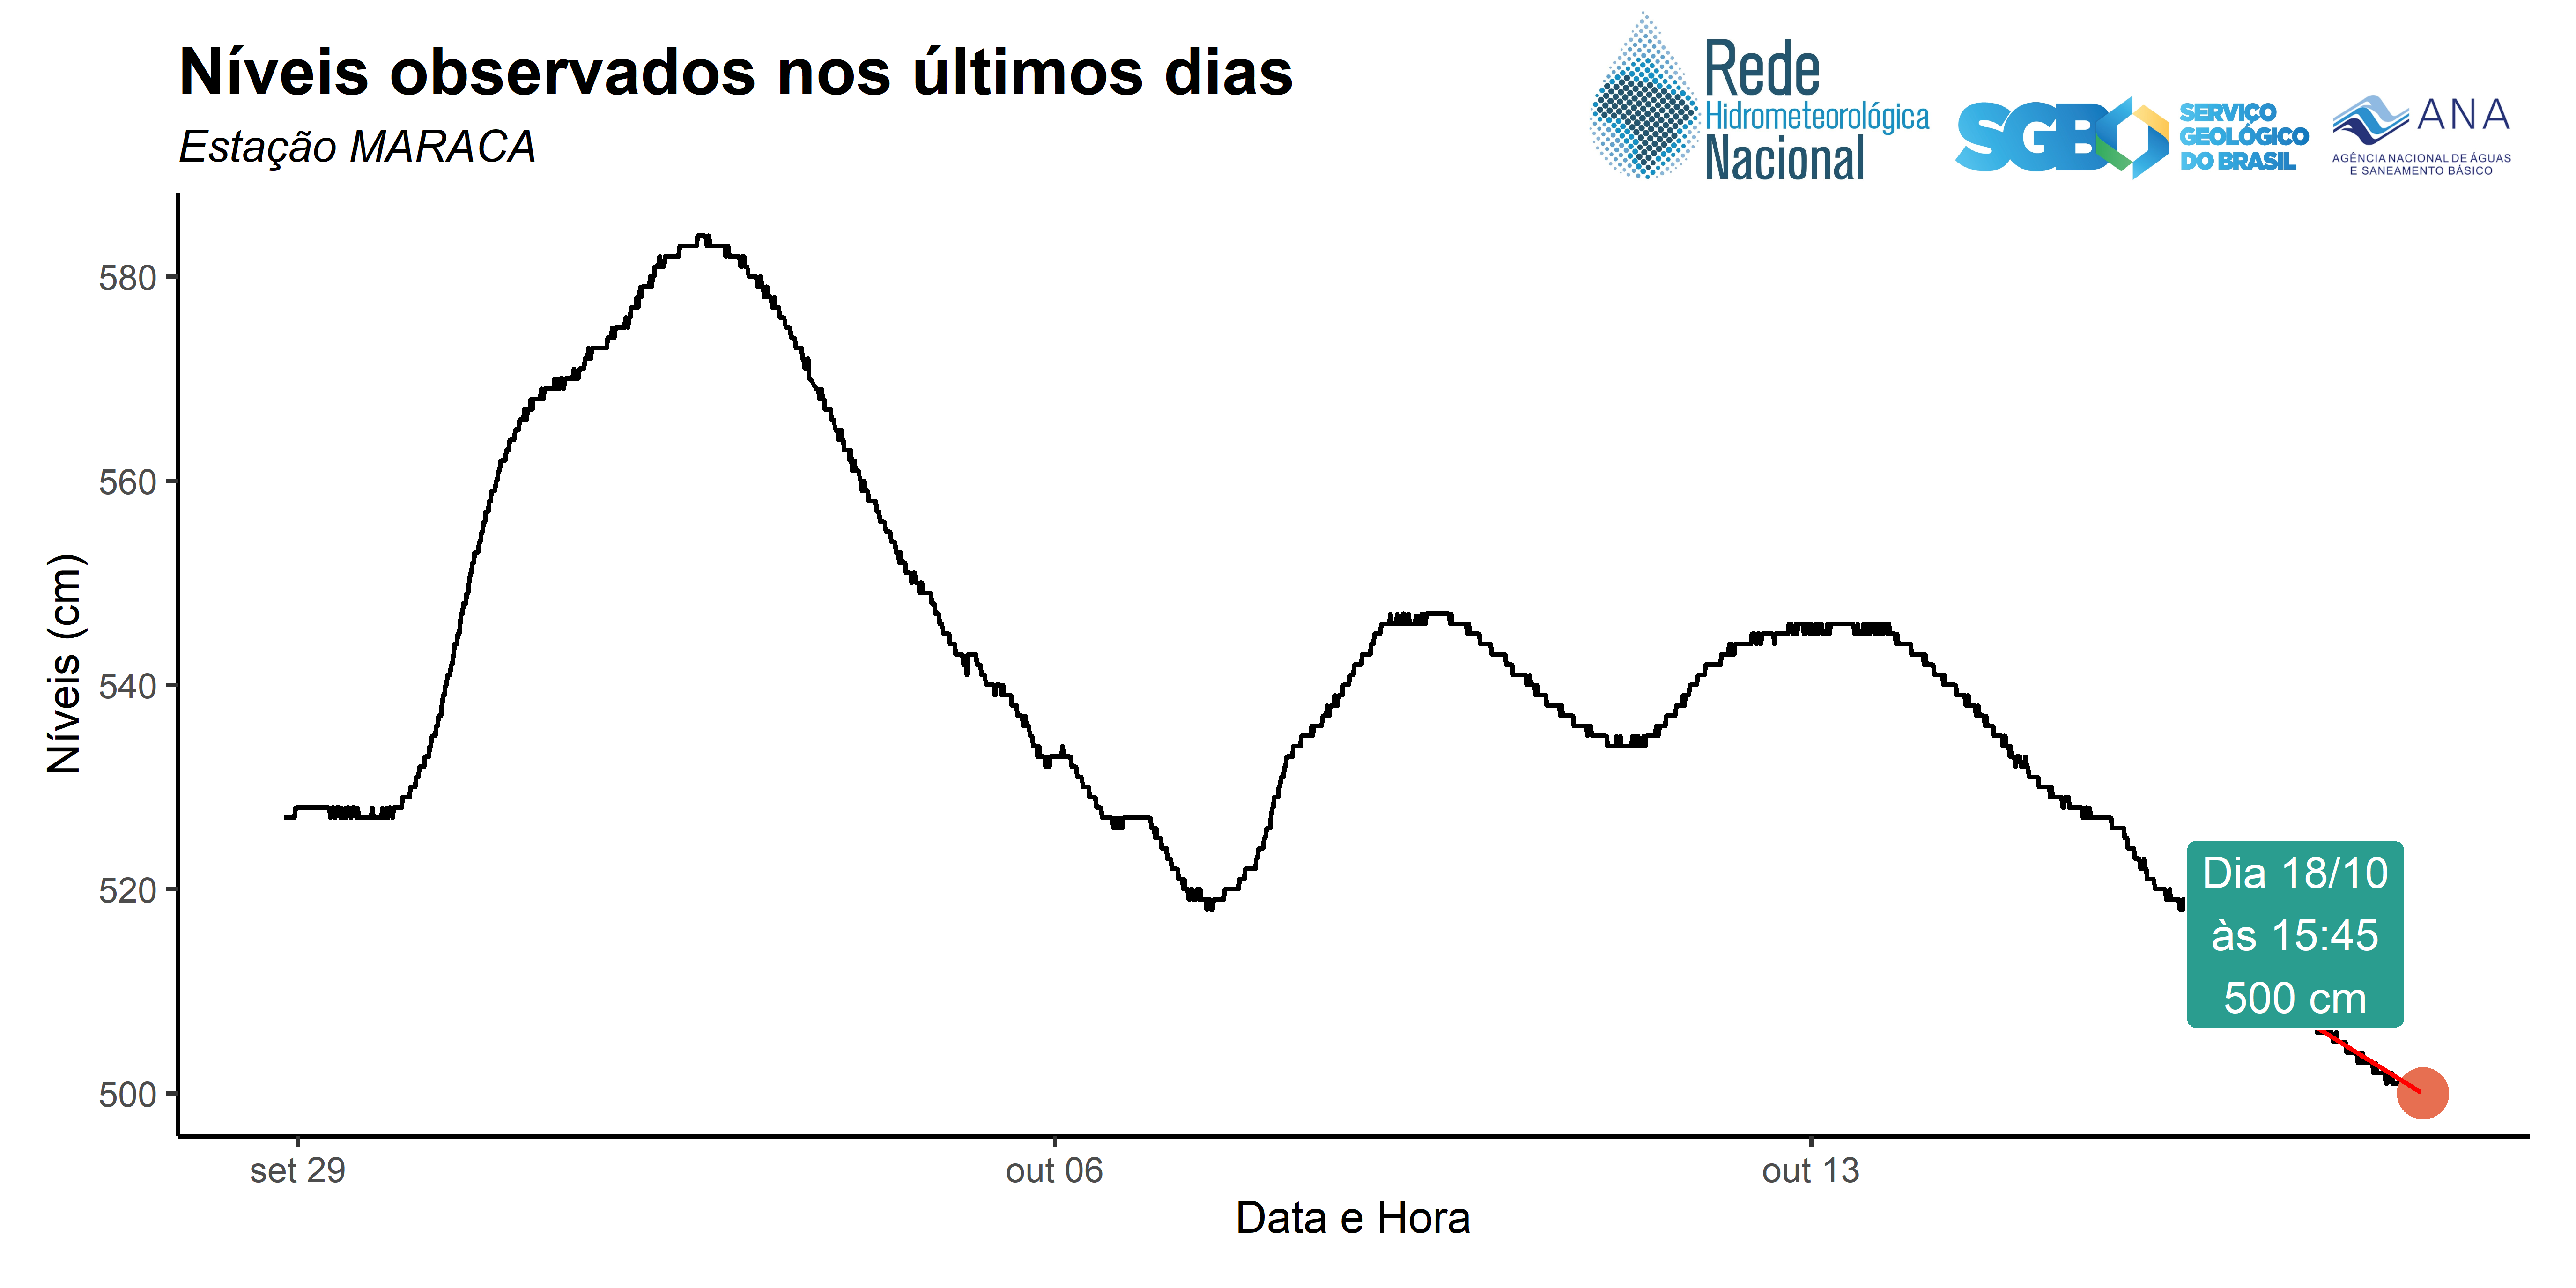 Níveis observados nos últimos dias
Estação MARACA
Rede
Hidrometeorológica
Nacional
SGB
SERVIÇO
GEOLÓGICO
DO BRASIL
ANA
AGÊNCIA NACIONAL DE ÁGUAS
E SANEAMENTO BÁSICO
Níveis (cm)
580
560
540
520
500
Dia 18/10
às 15:45
500 cm
set 29
out 06
out 13
Data e Hora